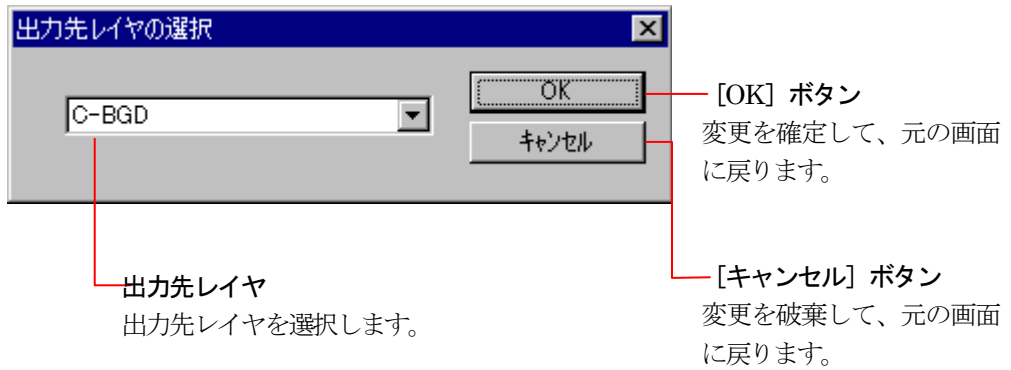 出力先レイヤの選択
C-BGD
OK
キャンセル
［OK］ボタン
変更を確定して、元の画面
に戻ります。
［キャンセル］ボタン
変更を破棄して、元の画面
に戻ります。
出力先レイヤ
出力先レイヤを選択します。